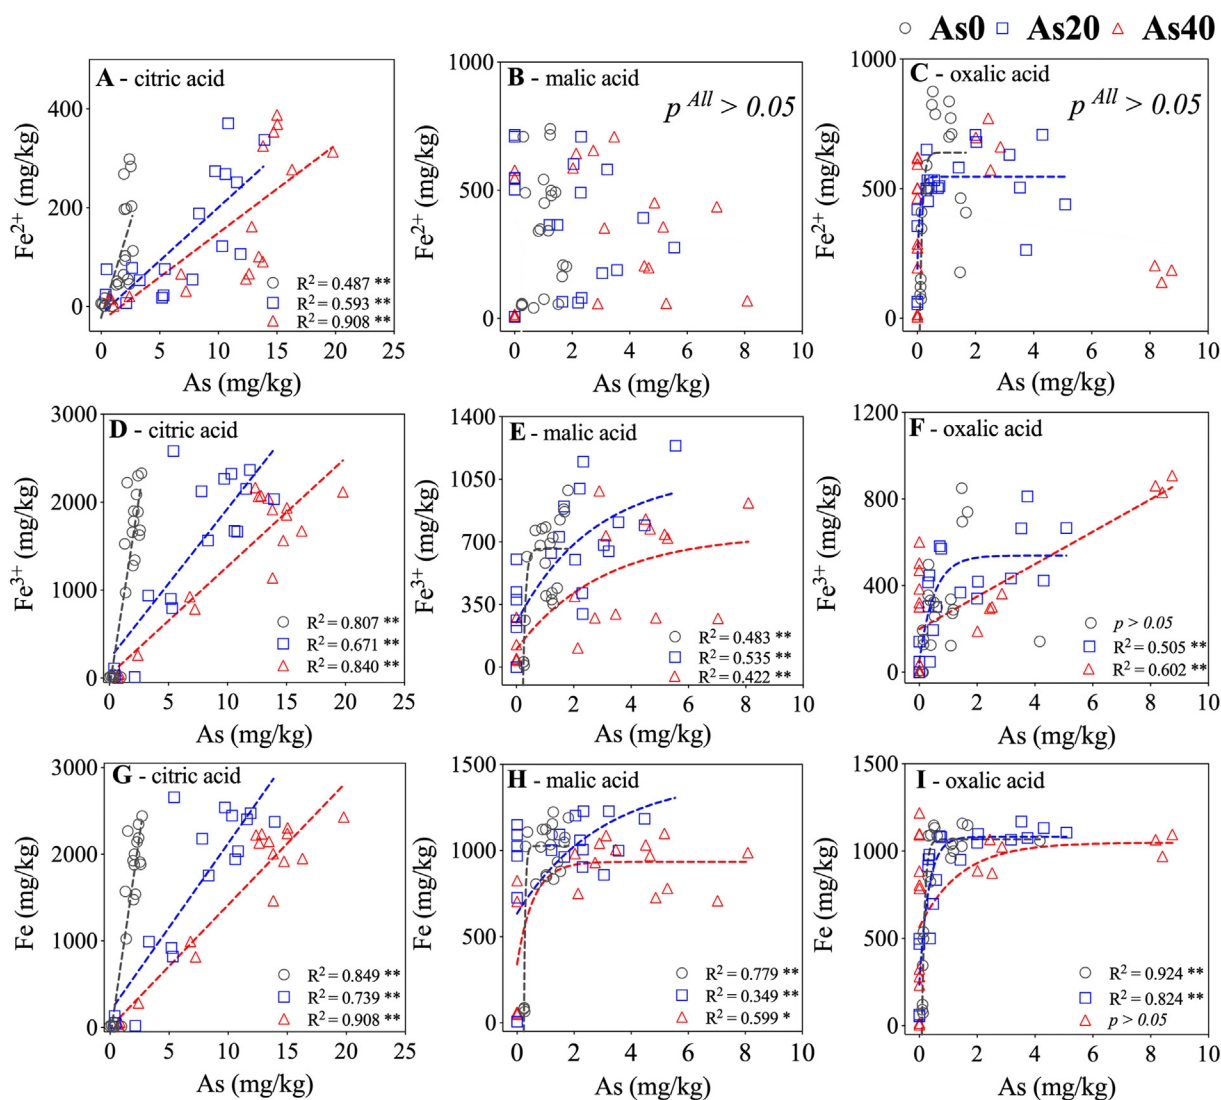 As0 As20 As40
A - citric acid
Fe2+ (mg/kg)
400
200
0
R2 = 0.487 **
R2 = 0.593 **
R2 = 0.908 **
0 5 10 15 20 25
As (mg/kg)
B - malic acid
p All > 0.05
Fe2+ (mg/kg)
1000
500
0
0 2 4 6 8 10
As (mg/kg)
C - oxalic acid
p All > 0.05
Fe2+ (mg/kg)
1000
500
0
0 2 4 6 8 10
As (mg/kg)
D - citric acid
Fe3+ (mg/kg)
3000
2000
1000
0
R2 = 0.807 **
R2 = 0.671 **
R2 = 0.840 **
0 5 10 15 20 25
As (mg/kg)
E - malic acid
Fe3+ (mg/kg)
1400
1050
700
350
0
R2 = 0.483 **
R2 = 0.535 **
R2 = 0.422 **
0 2 4 6 8 10
As (mg/kg)
F - oxalic acid
Fe3+ (mg/kg)
1200
800
400
0
p > 0.05
R2 = 0.505 **
R2 = 0.602 **
0 2 4 6 8 10
As (mg/kg)
G - citric acid
Fe (mg/kg)
3000
2000
1000
0
R2 = 0.849 **
R2 = 0.739 **
R2 = 0.908 **
0 5 10 15 20 25
As (mg/kg)
H - malic acid
Fe (mg/kg)
1500
1000
500
0
R2 = 0.779 **
R2 = 0.349 **
R2 = 0.599 *
0 2 4 6 8 10
As (mg/kg)
I - oxalic acid
Fe (mg/kg)
1500
1000
500
0
R2 = 0.924 **
R2 = 0.824 **
p > 0.05
0 2 4 6 8 10
As (mg/kg)